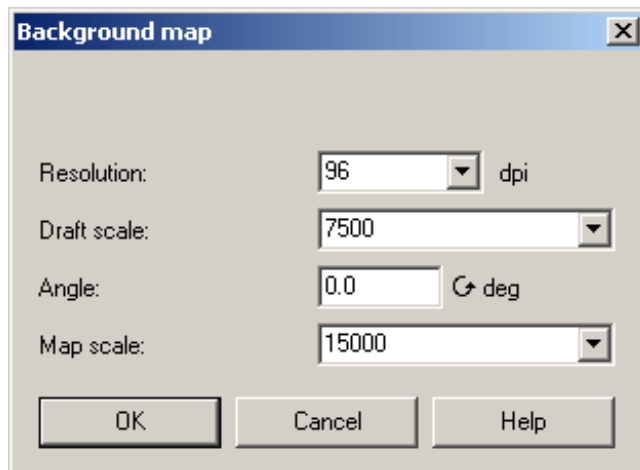 Background map
Resolution: 96 dpi
Draft scale: 7500
Angle: 0.0 deg
Map scale: 15000
OK Cancel Help